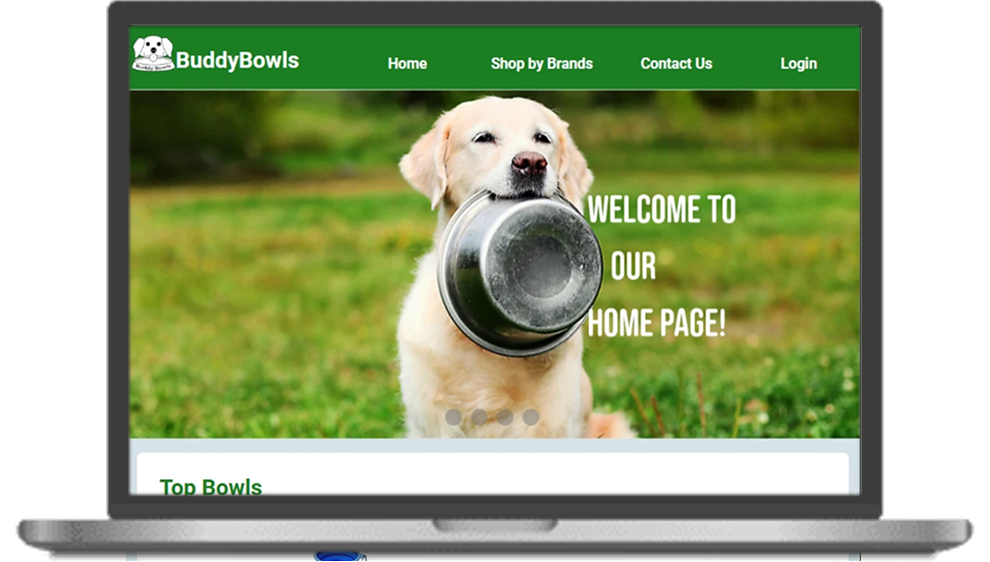 BuddyBowls
Home
Shop by Brands
Contact Us
Login
WELCOME TO
OUR
HOME PAGE!
Top Bowls